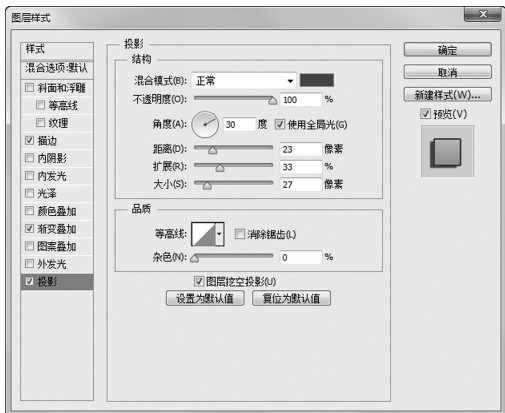 图层样式
样式
混合选项:默认
斜面和浮雕
等高线
纹理
描边
内阴影
内发光
光泽
颜色叠加
渐变叠加
图案叠加
外发光
投影
投影
结构
混合模式(B): 正常
不透明度(O): 100 %
角度(A): 30 度 使用全局光(G)
距离(D): 23 像素
扩展(R): 33 %
大小(S): 27 像素
品质
等高线: 消除锯齿(L)
杂色(N): 0 %
图层挖空投影(U)
设置为默认值 复位为默认值
确定
取消
新建样式(W)...
预览(V)